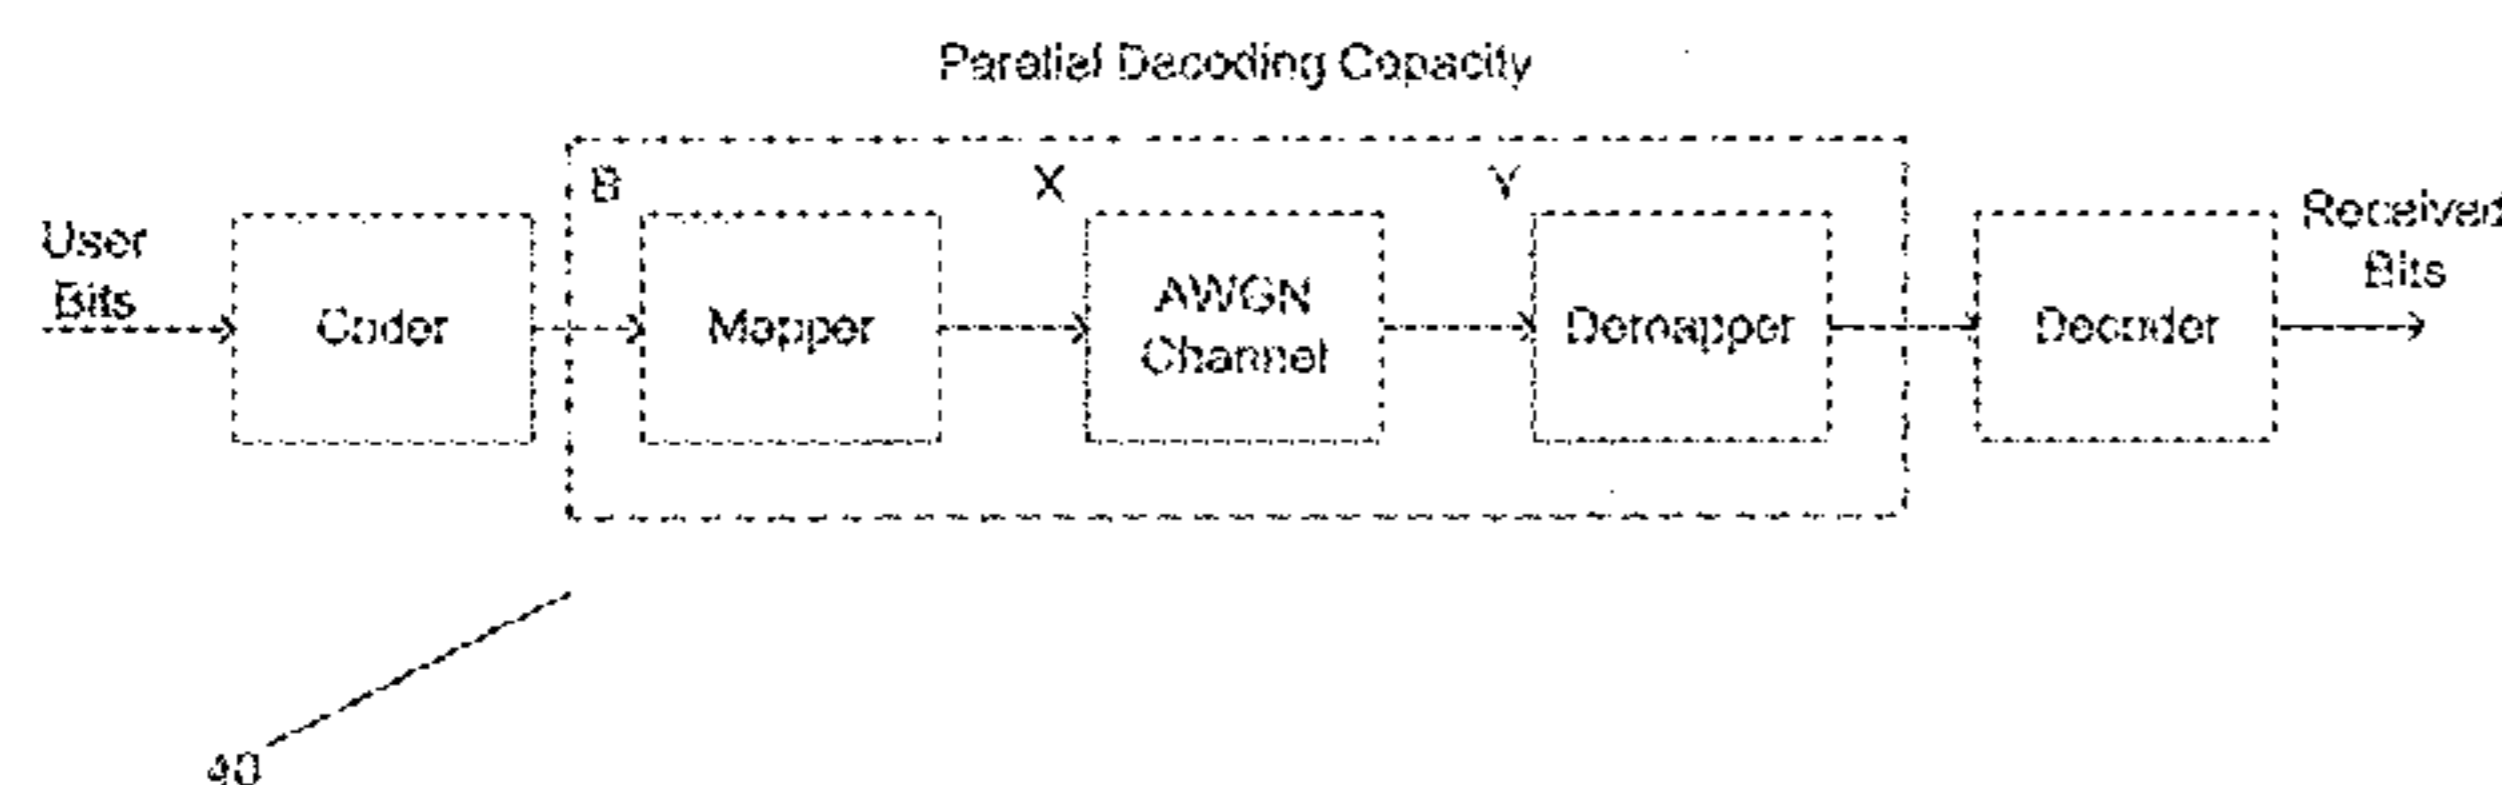 Parallel Decoding Capacity
B X Y
User
Bits
Coder
Mapper
AWGN
Channel
Demapper
Decoder
Received
Bits
40